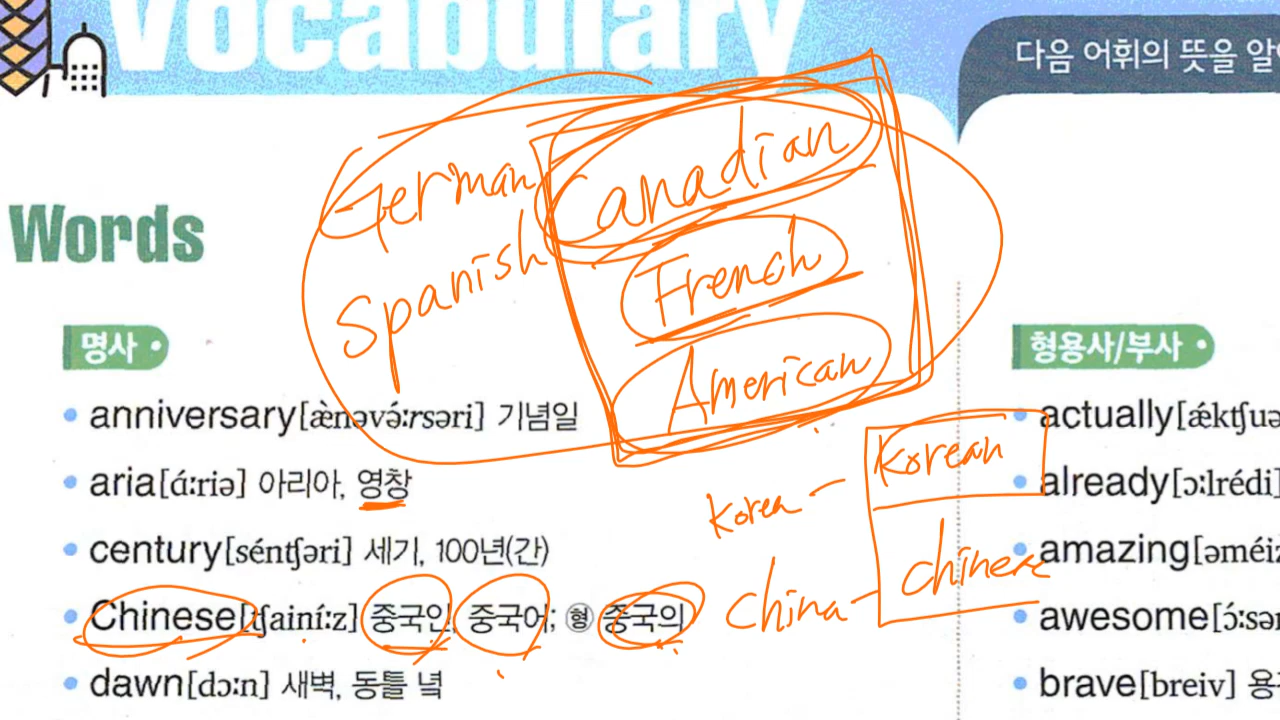 Vocabulary
다음 어휘의 뜻을 알
German Canadian
Spanish French
American
Words
명사
anniversary[æ̀nəvə́ːrsəri] 기념일
aria[ɑ́ːriə] 아리아, 영창
century[séntʃəri] 세기, 100년(간)
Chinese[tʃainíːz] 중국인, 중국어; 형 중국의
dawn[dɔːn] 새벽, 동틀 녘
korea - korean
china - chinese
형용사/부사
actually[ǽktʃuə
already[ɔːlrédi]
amazing[əméiz
awesome[ɔ́ːsə
brave[breiv] 용